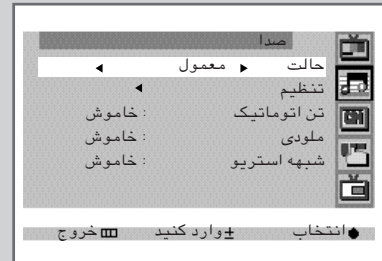 صدا
حالت ◄ معمول ►
تنظیم ◄
تن اتوماتیک : خاموش
ملودی : خاموش
شبهه استریو : خاموش
انتخاب ±وارد کنید خروج